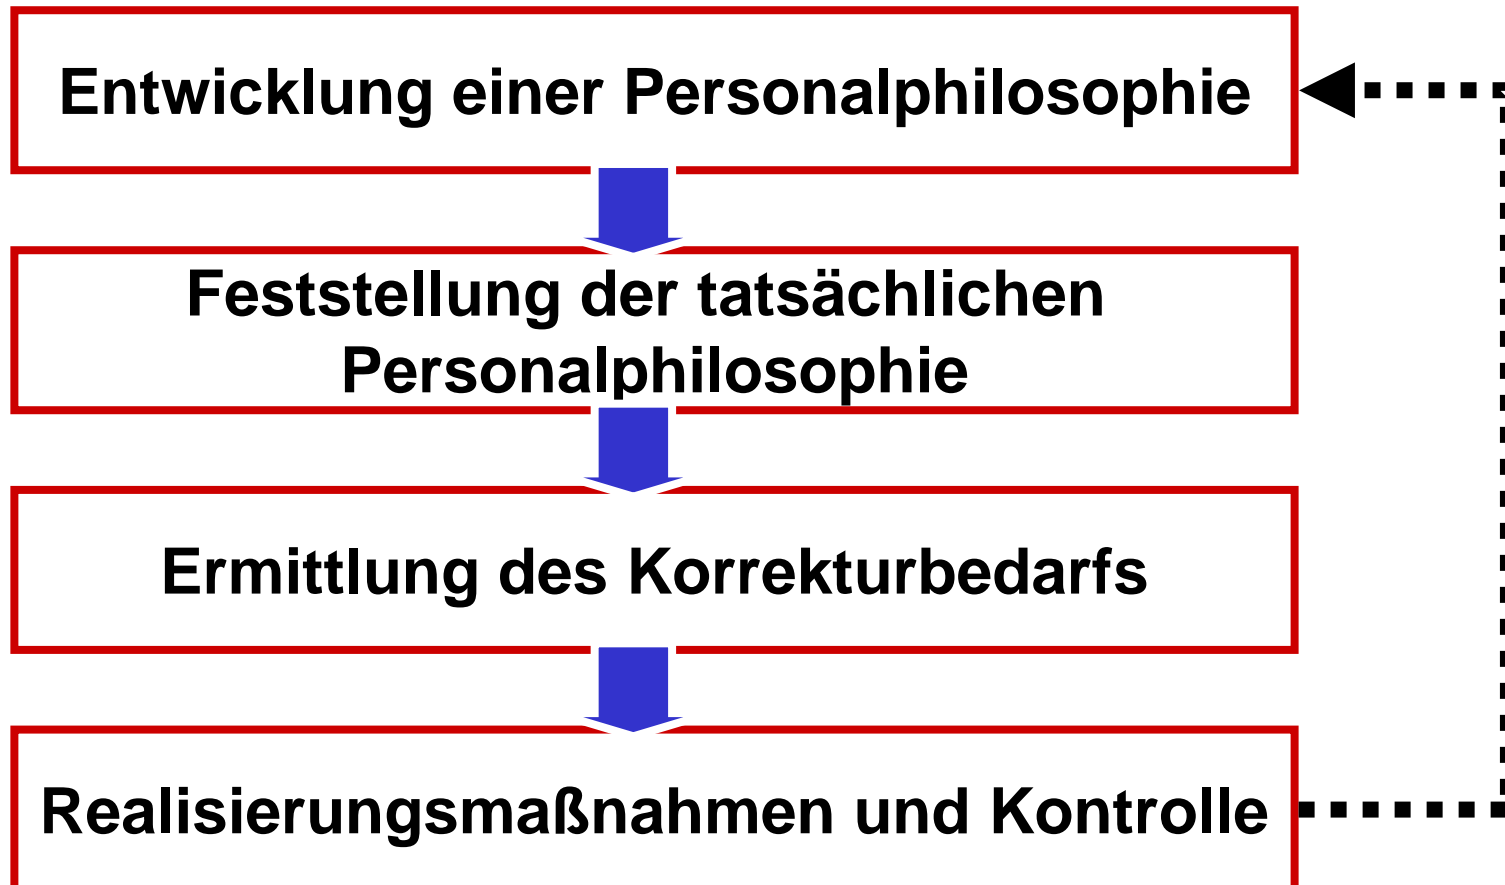 Entwicklung einer Personalphilosophie
Feststellung der tatsächlichen
Personalphilosophie
Ermittlung des Korrekturbedarfs
Realisierungsmaßnahmen und Kontrolle